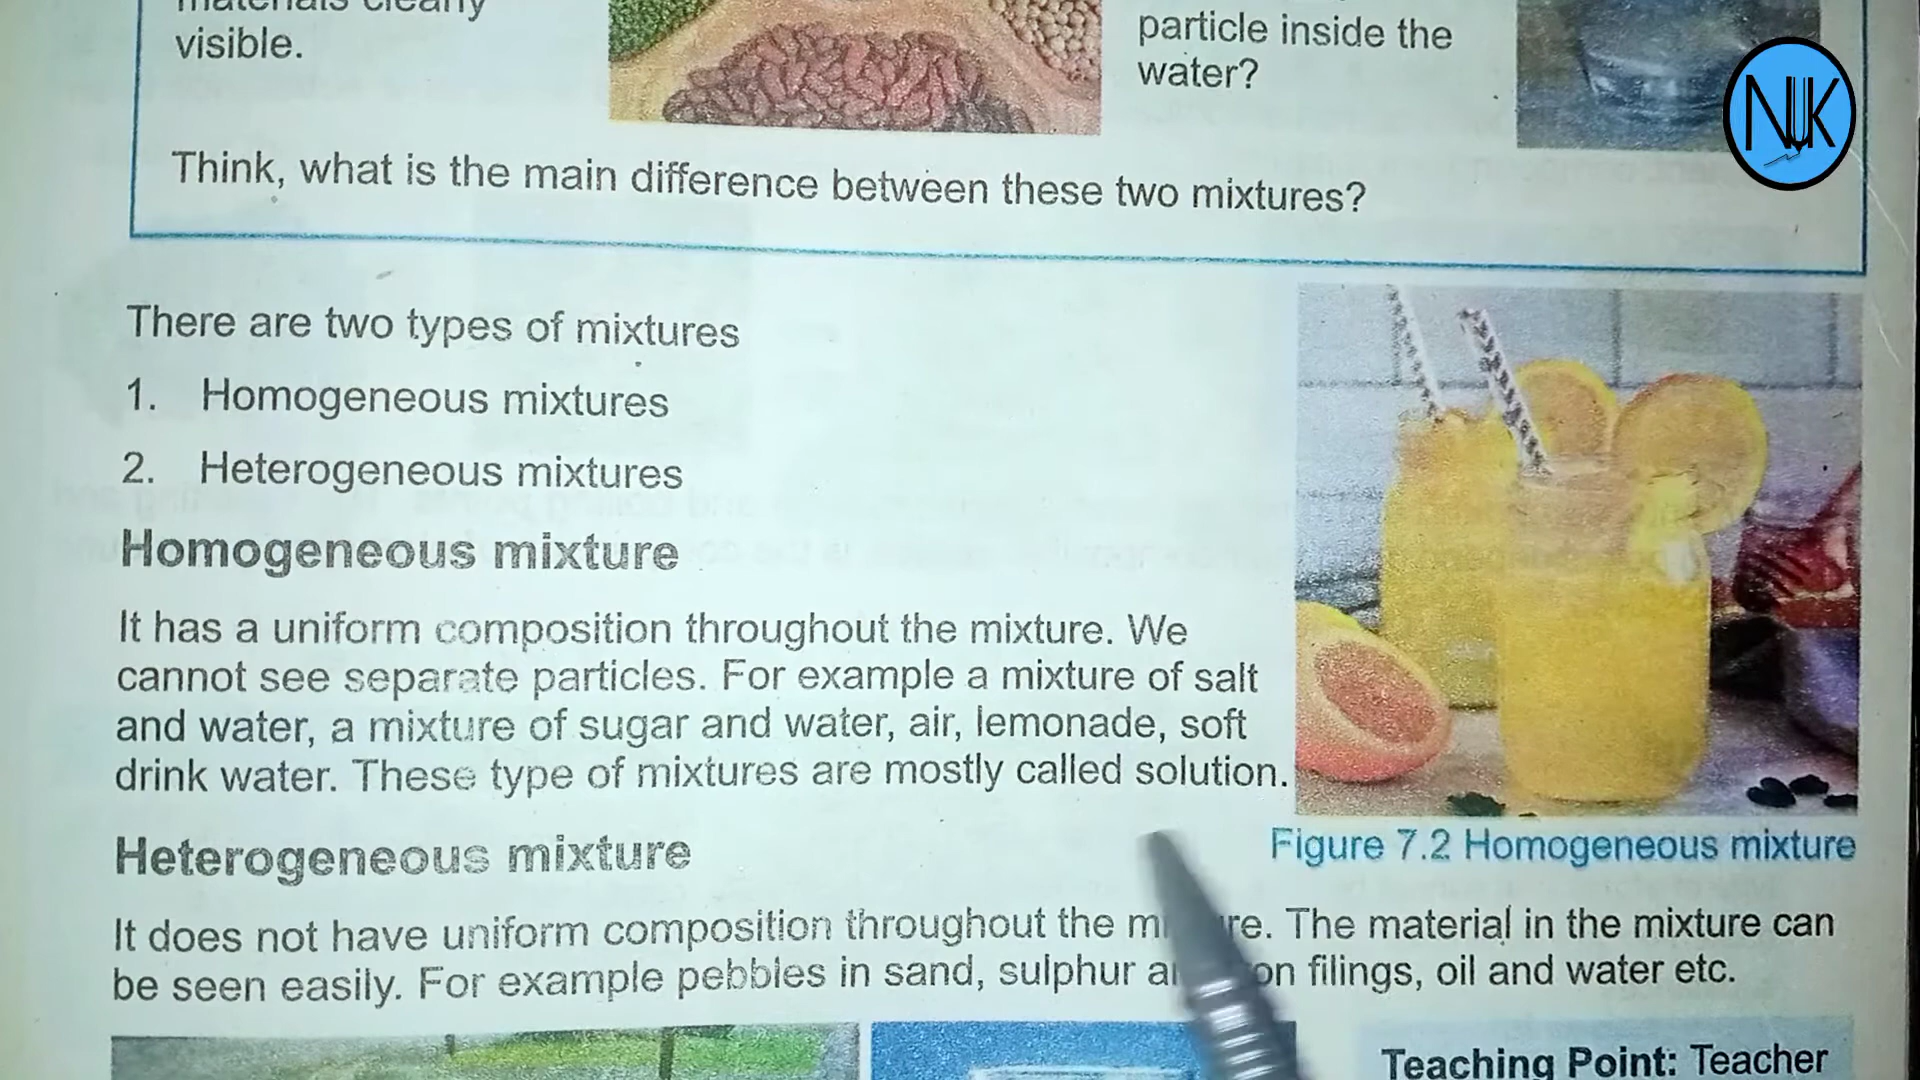 materials clearly
visible.
particle inside the
water?
NUK
Think, what is the main difference between these two mixtures?
There are two types of mixtures
1. Homogeneous mixtures
2. Heterogeneous mixtures
Homogeneous mixture
It has a uniform composition throughout the mixture. We
cannot see separate particles. For example a mixture of salt
and water, a mixture of sugar and water, air, lemonade, soft
drink water. These type of mixtures are mostly called solution.
Figure 7.2 Homogeneous mixture
Heterogeneous mixture
It does not have uniform composition throughout the mixture. The material in the mixture can
be seen easily. For example pebbles in sand, sulphur a on filings, oil and water etc.
Teaching Point: Teacher